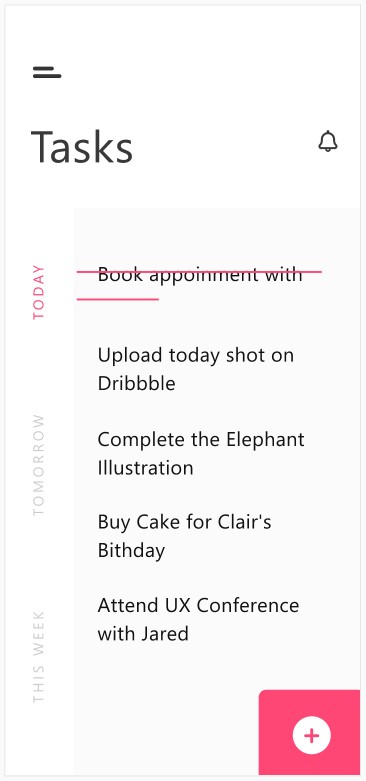 Tasks
TODAY
TOMORROW
THIS WEEK
Book appoinment with
Upload today shot on
Dribbble
Complete the Elephant
Illustration
Buy Cake for Clair's
Bithday
Attend UX Conference
with Jared